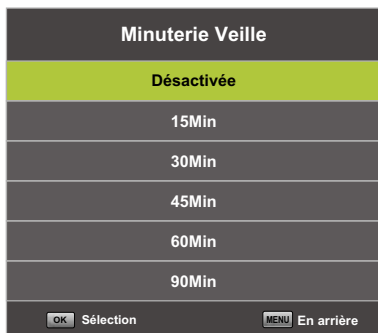 Minuterie Veille
Désactivée
15Min
30Min
45Min
60Min
90Min
OK Sélection MENU En arrière